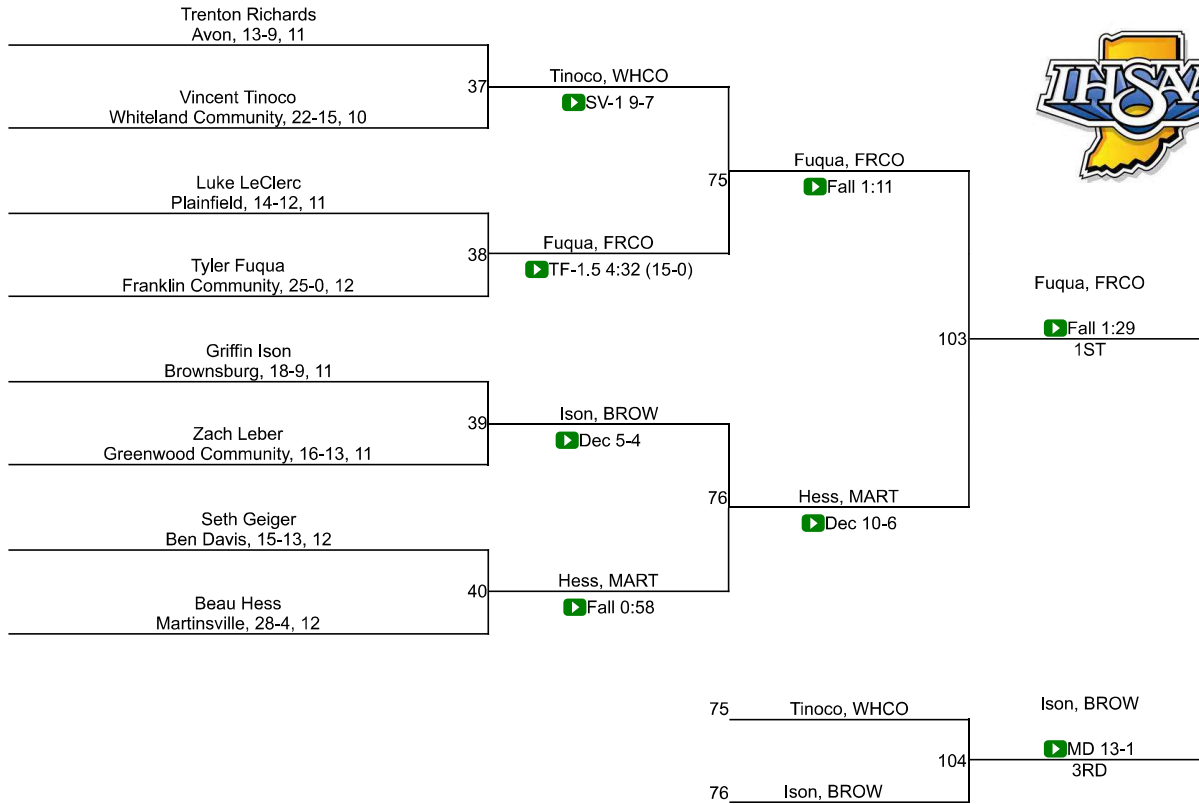 Trenton Richards
Avon, 13-9, 11
Vincent Tinoco
Whiteland Community, 22-15, 10
Luke LeClerc
Plainfield, 14-12, 11
Tyler Fuqua
Franklin Community, 25-0, 12
Griffin Ison
Brownsburg, 18-9, 11
Zach Leber
Greenwood Community, 16-13, 11
Seth Geiger
Ben Davis, 15-13, 12
Beau Hess
Martinsville, 28-4, 12
37
Tinoco, WHCO
SV-1 9-7
38
Fuqua, FRCO
TF-1.5 4:32 (15-0)
39
Ison, BROW
Dec 5-4
40
Hess, MART
Fall 0:58
75
Fuqua, FRCO
Fall 1:11
76
Hess, MART
Dec 10-6
103
Fuqua, FRCO
Fall 1:29
1ST
75
Tinoco, WHCO
76
Ison, BROW
104
Ison, BROW
MD 13-1
3RD
IHSAA